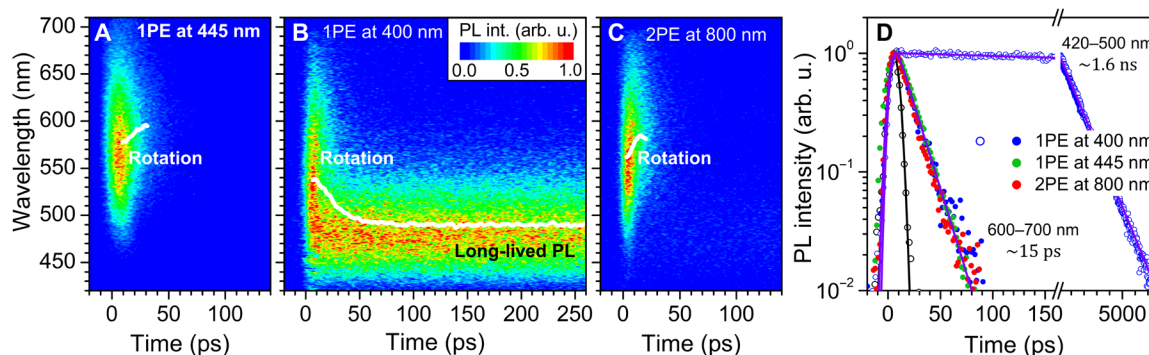 A 1PE at 445 nm
B 1PE at 400 nm
PL int. (arb. u.)
0.0 0.5 1.0
C 2PE at 800 nm
D
Wavelength (nm)
700
650
600
550
500
450
Rotation
Rotation
Long-lived PL
Rotation
0 50 100
Time (ps)
0 50 100 150 200 250
Time (ps)
0 50 100
Time (ps)
PL intensity (arb. u.)
10⁰
10⁻¹
10⁻²
420–500 nm
~1.6 ns
1PE at 400 nm
1PE at 445 nm
2PE at 800 nm
600–700 nm
~15 ps
0 50 100 150 5000
Time (ps)